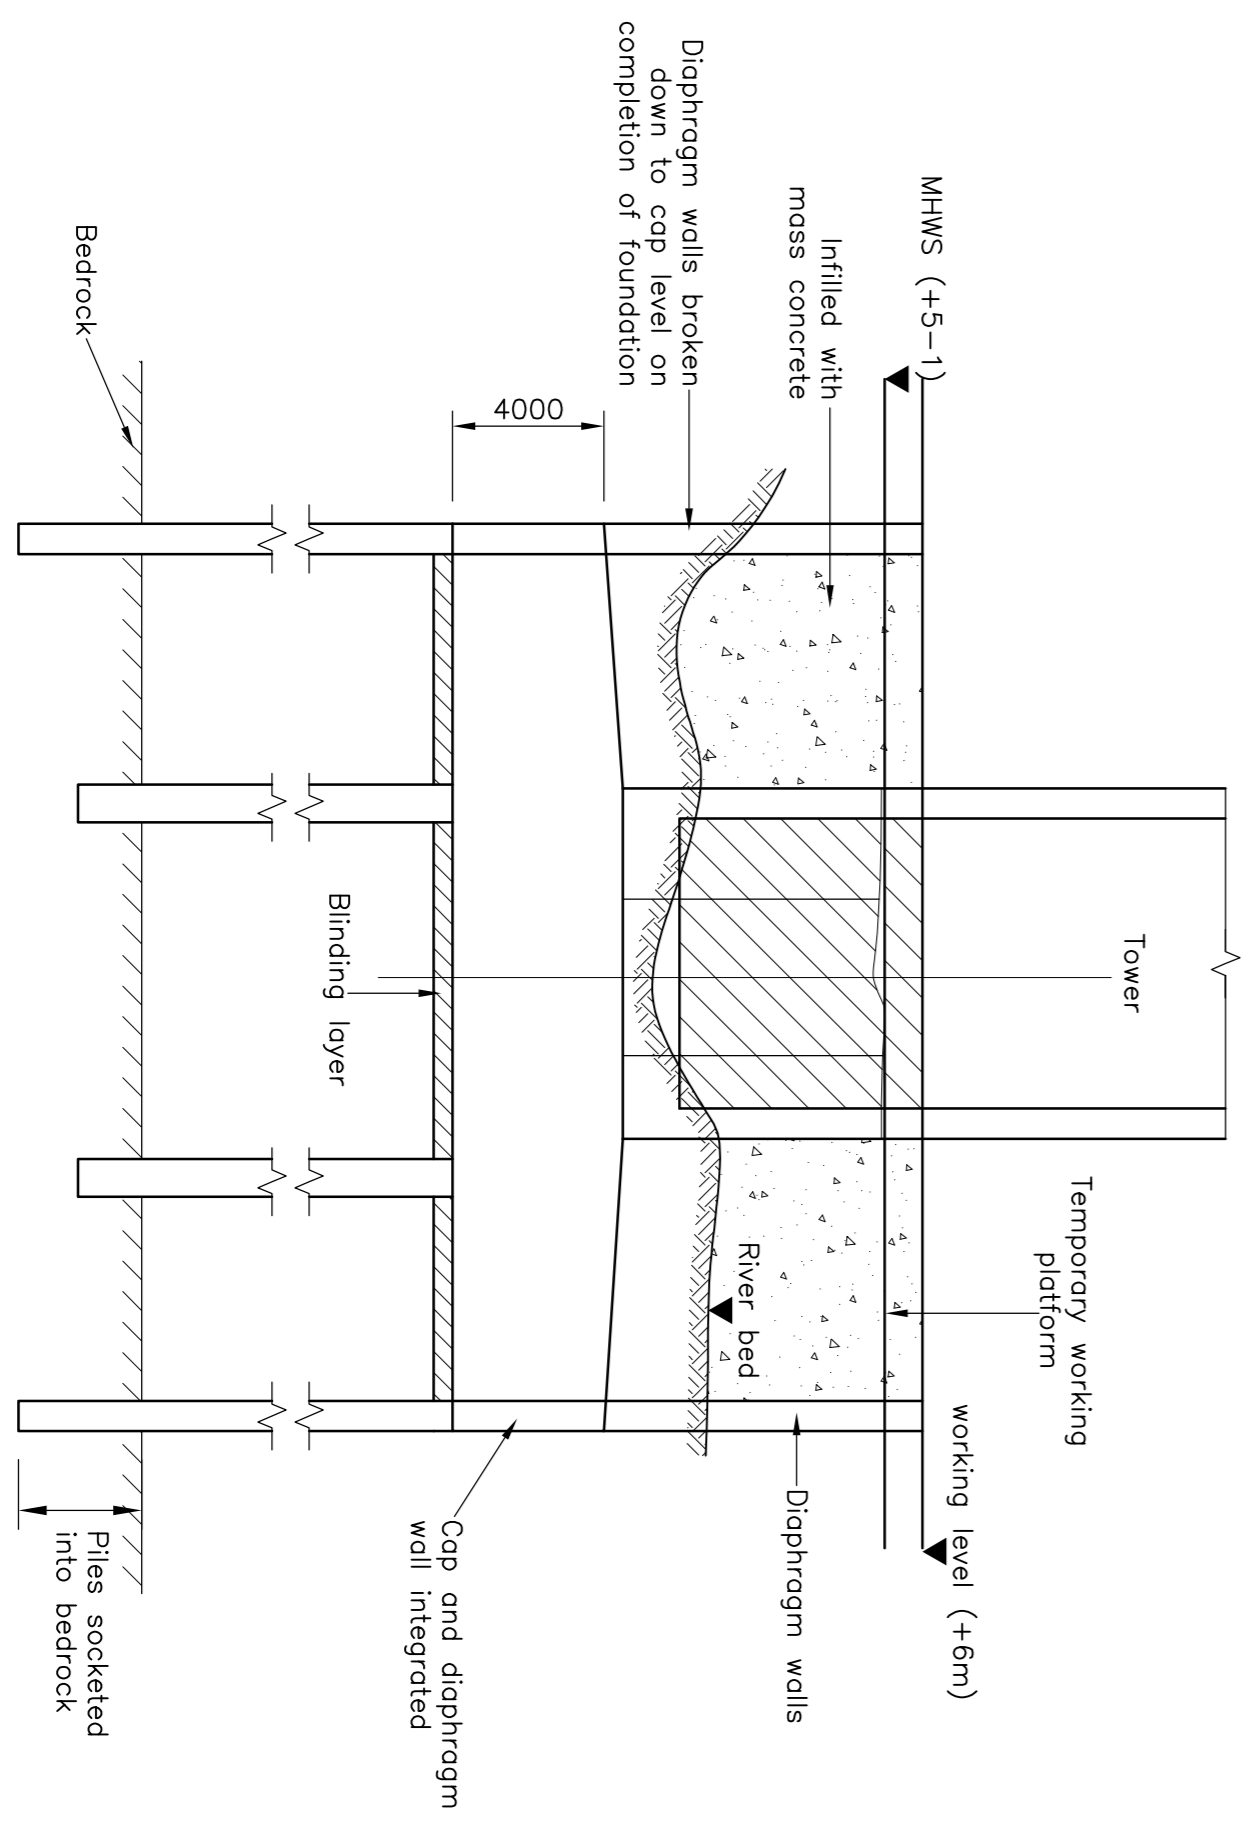 Tower
Temporary working
platform
working level (+6m)
MHWS (+5-1)
Infilled with
mass concrete
Diaphragm walls broken
down to cap level on
completion of foundation
River bed
Diaphragm walls
4000
Cap and diaphragm
wall integrated
Blinding layer
Bedrock
Piles socketed
into bedrock